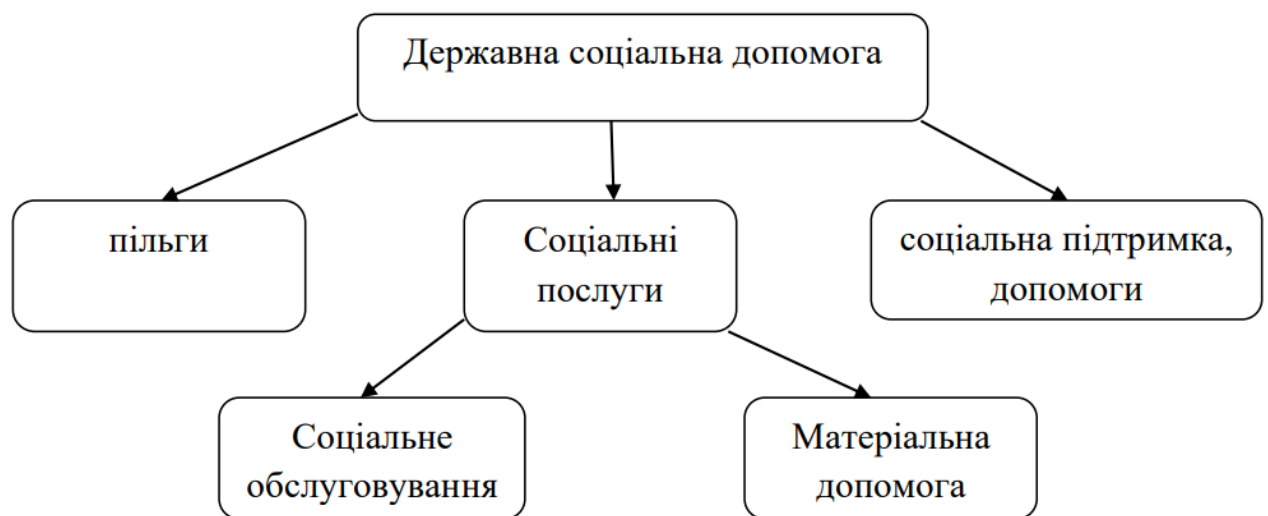 Державна соціальна допомога
пільги
Соціальні
послуги
соціальна підтримка,
допомоги
Соціальне
обслуговування
Матеріальна
допомога